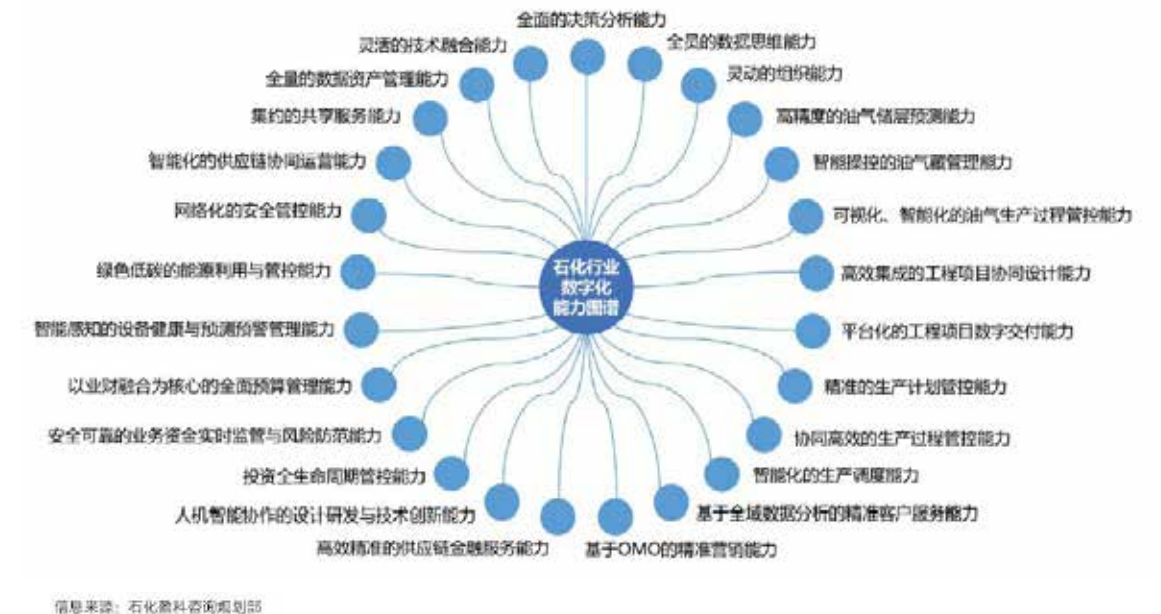 全面的决策分析能力
全员的数据思维能力
灵动的组织能力
高精度的油气储层预测能力
智能操控的油气藏管理能力
可视化、智能化的油气生产过程管控能力
高效集成的工程项目协同设计能力
平台化的工程项目数字交付能力
精准的生产计划管控能力
协同高效的生产过程管控能力
智能化的生产调度能力
基于全域数据分析的精准客户服务能力
基于OMO的精准营销能力
高效精准的供应链金融服务能力
人机智能协作的设计研发与技术创新能力
投资全生命周期管控能力
安全可靠的业务资金实时监管与风险防范能力
以业财融合为核心的全面预算管理能力
智能感知的设备健康与预测预警管理能力
绿色低碳的能源利用与管控能力
网络化的安全管控能力
智能化的供应链协同运营能力
集约的共享服务能力
全量的数据资产管理能力
灵活的技术融合能力
石化行业
数字化
能力图谱
信息来源：石化盈科咨询规划部